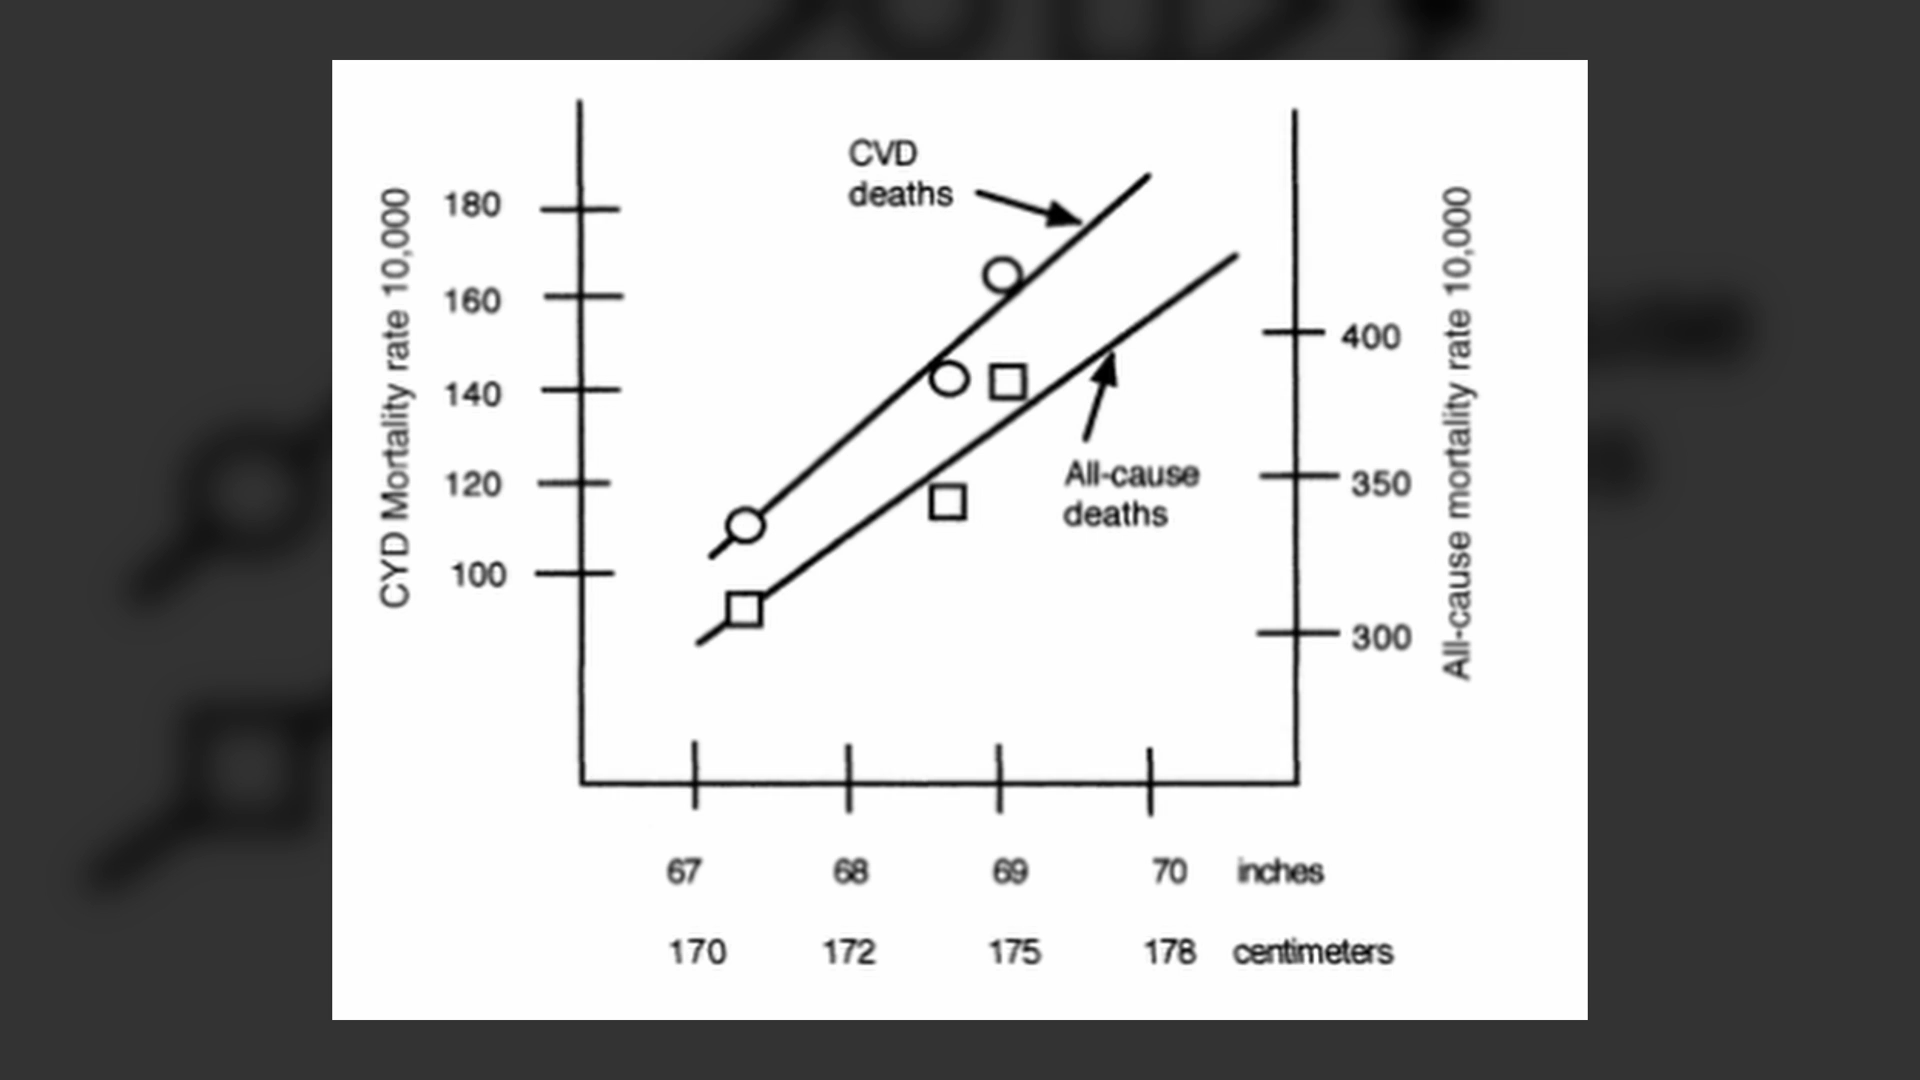 CVD
deaths
CYD Mortality rate 10,000
180
160
140
120
100
All-cause
deaths
400
350
300
All-cause mortality rate 10,000
67 68 69 70 inches
170 172 175 178 centimeters